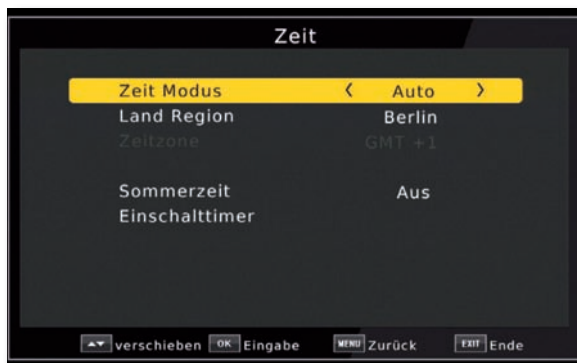 Zeit
Zeit Modus Auto
Land Region Berlin
Zeitzone GMT +1
Sommerzeit Aus
Einschalttimer
verschieben OK Eingabe MENU Zurück EXIT Ende